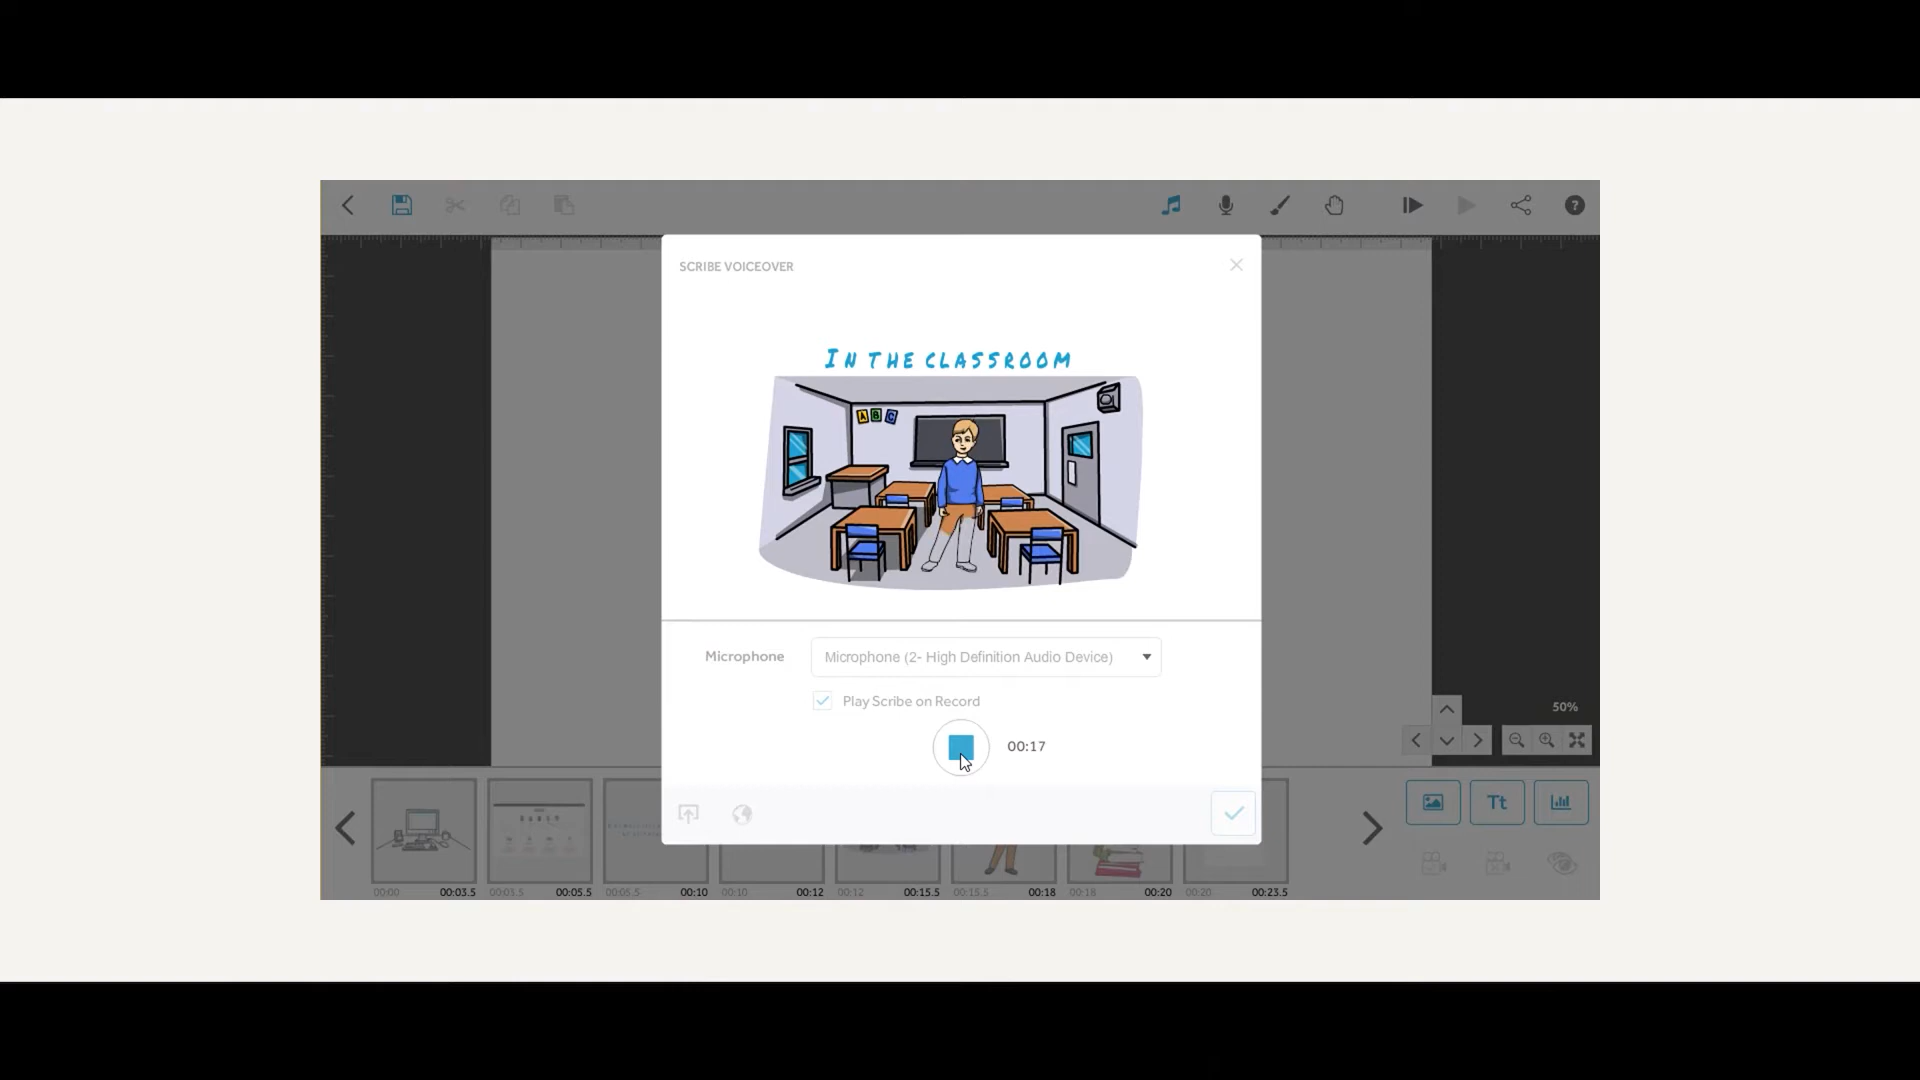 SCRIBE VOICEOVER
IN THE CLASSROOM
A B C
Microphone
Microphone (2- High Definition Audio Device)
Play Scribe on Record
00:17
50%
Tt
00:00 00:03.5 00:03.5 00:05.5 00:05.5 00:10 00:10 00:12 00:12 00:15.5 00:15.5 00:18 00:18 00:20 00:20 00:23.5